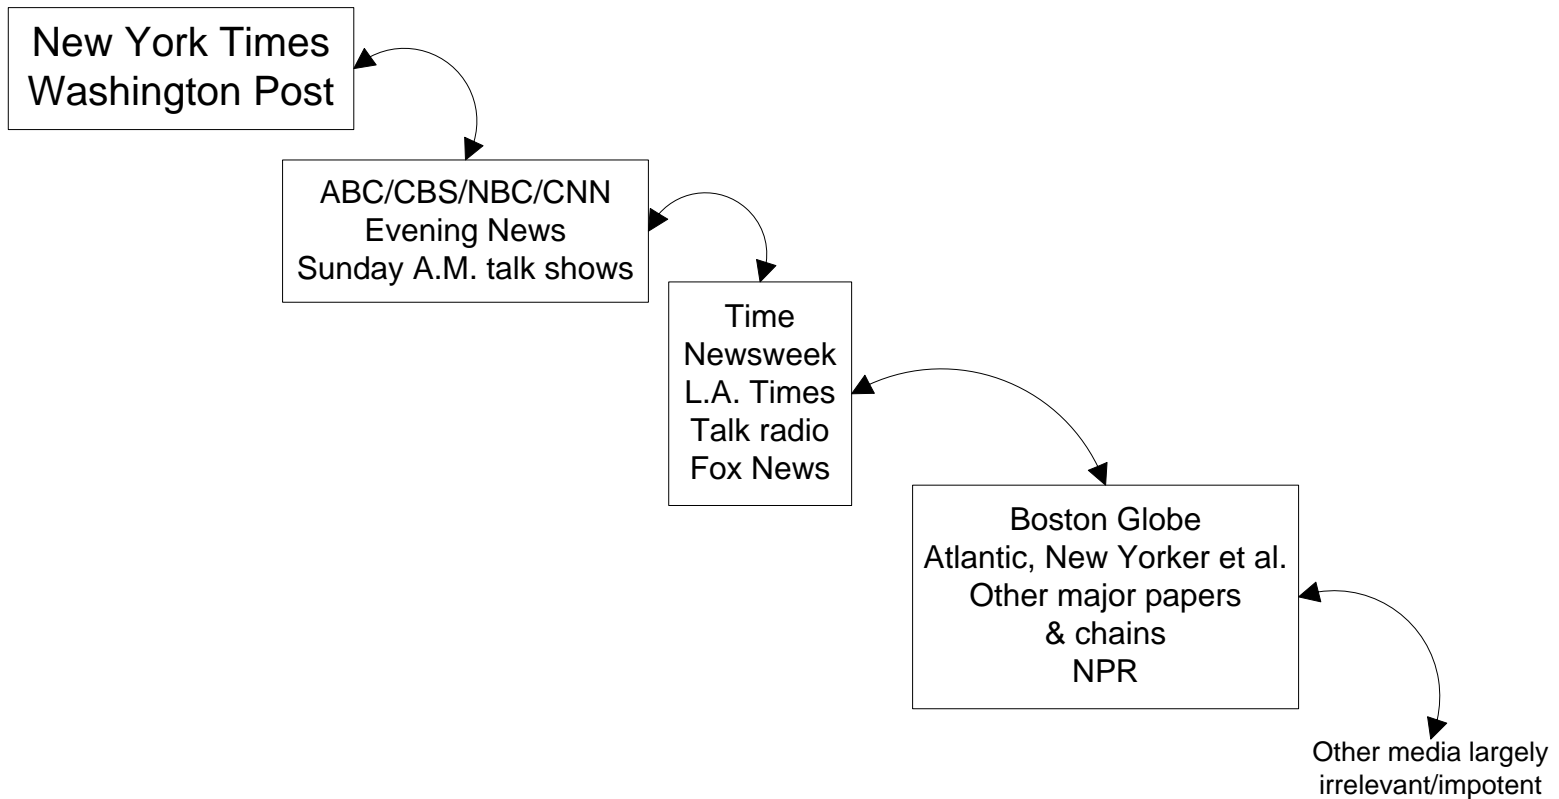 New York Times
Washington Post
ABC/CBS/NBC/CNN
Evening News
Sunday A.M. talk shows
Time
Newsweek
L.A. Times
Talk radio
Fox News
Boston Globe
Atlantic, New Yorker et al.
Other major papers
& chains
NPR
Other media largely
irrelevant/impotent